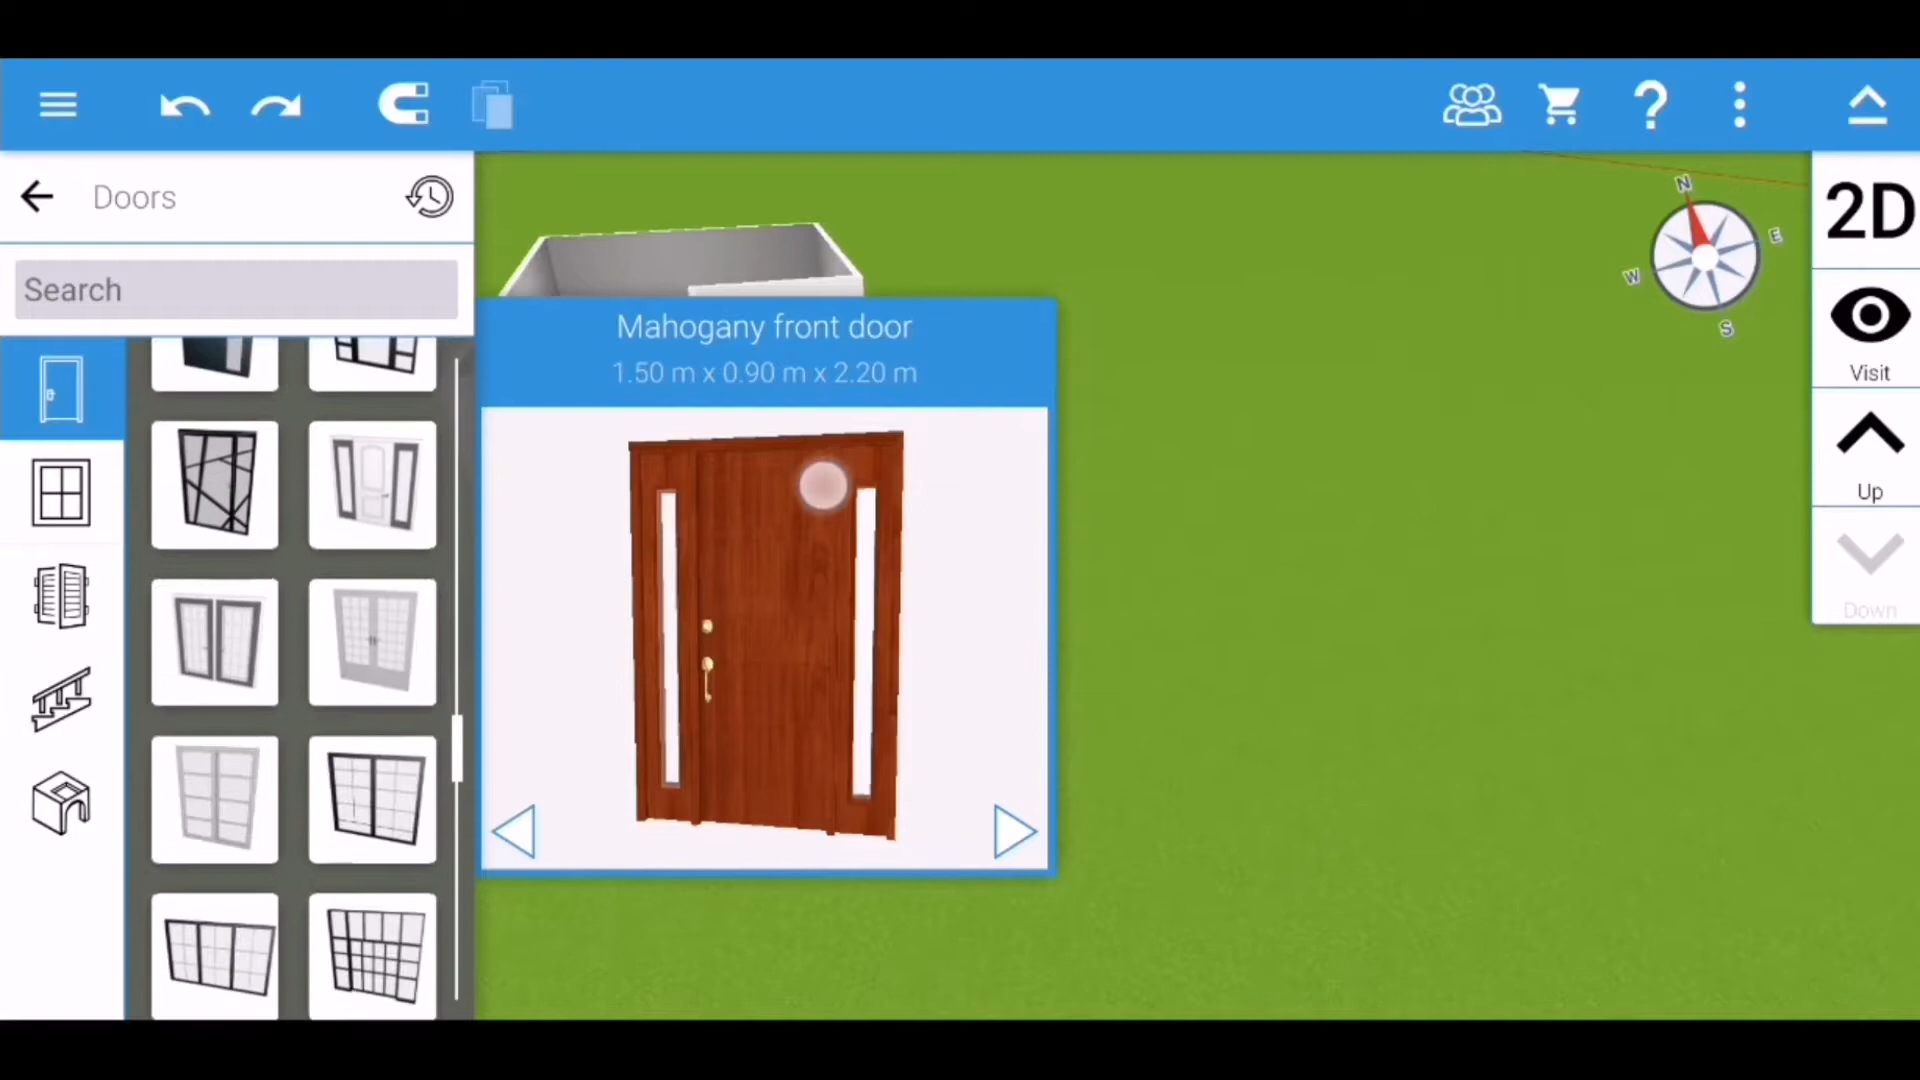 Doors
Search
Mahogany front door
1.50 m x 0.90 m x 2.20 m
N
E
W
S
2D
Visit
Up
Down